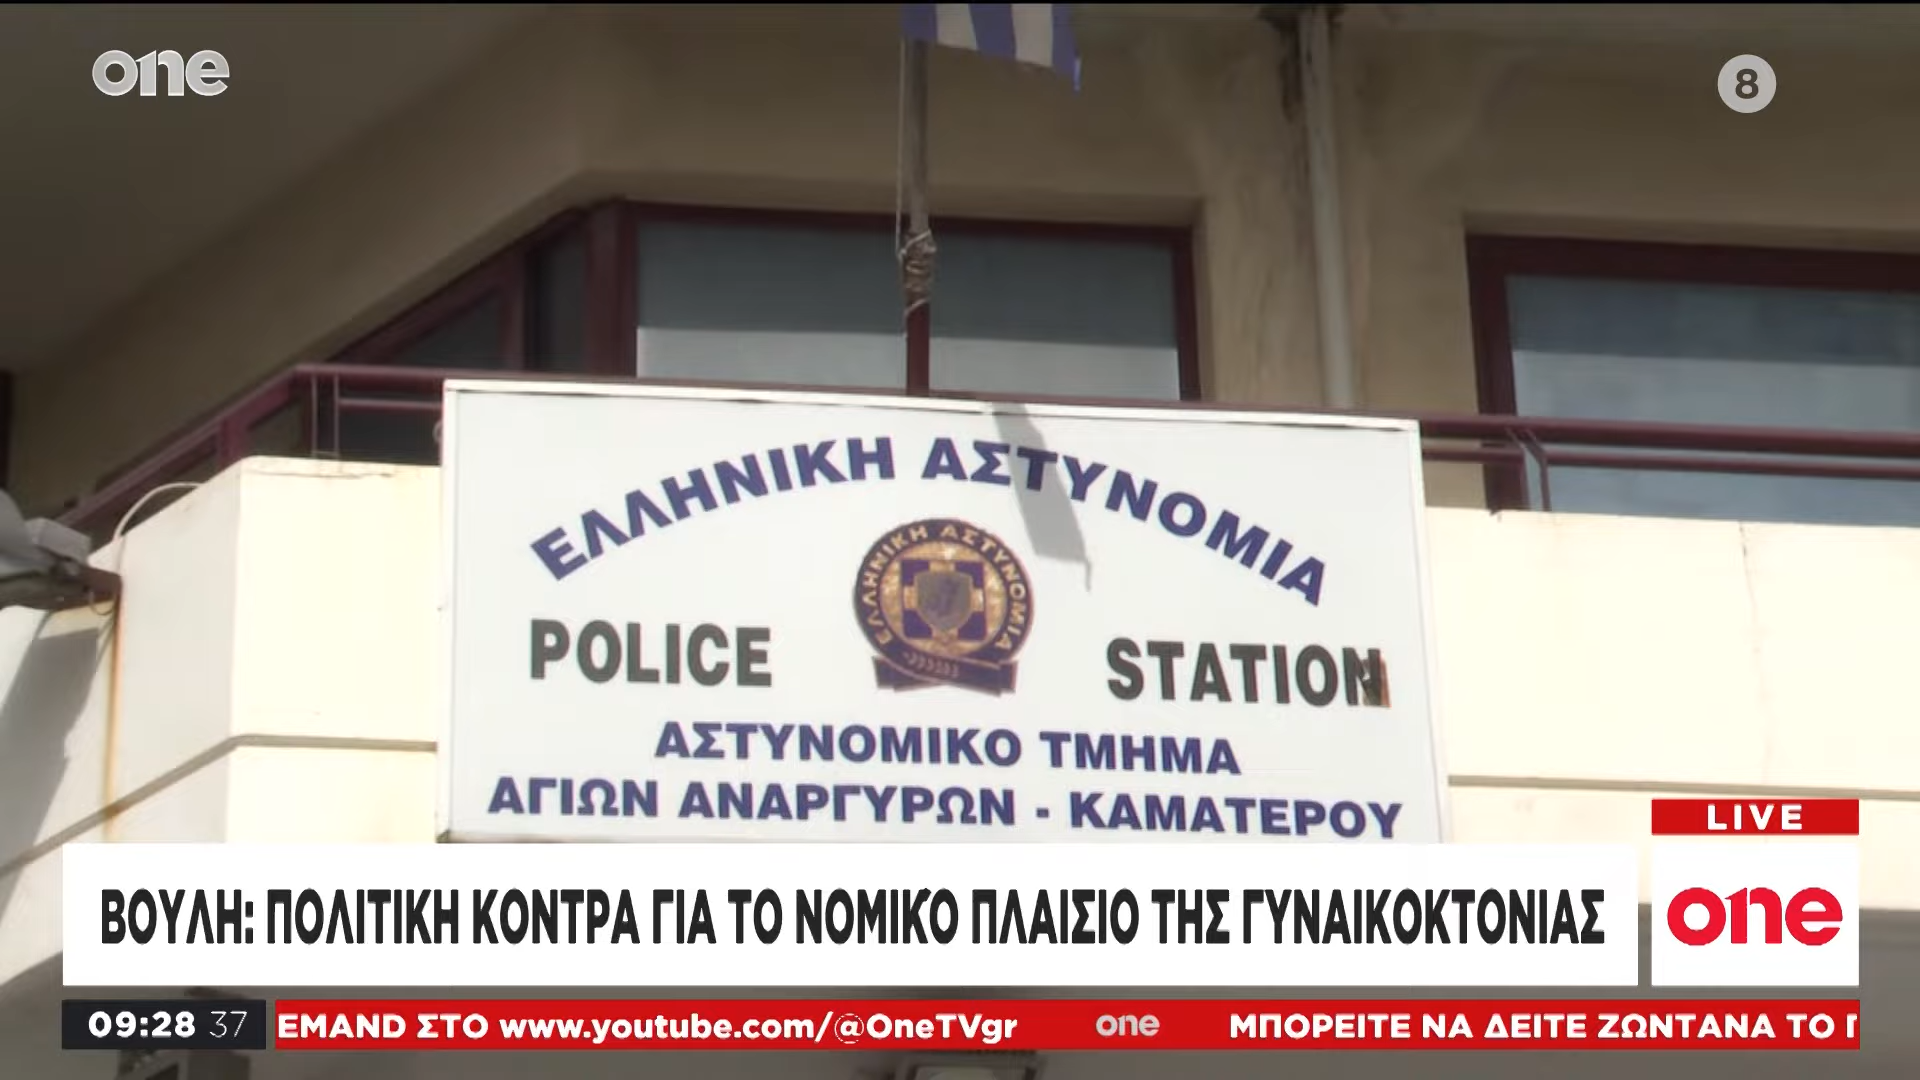 one
8
ΕΛΛΗΝΙΚΗ ΑΣΤΥΝΟΜΙΑ
ΕΛΛΗΝΙΚΗ ΑΣΤΥΝΟΜΙΑ
POLICE STATION
ΑΣΤΥΝΟΜΙΚΟ ΤΜΗΜΑ
ΑΓΙΩΝ ΑΝΑΡΓΥΡΩΝ - ΚΑΜΑΤΕΡΟΥ
LIVE
ΒΟΥΛΗ: ΠΟΛΙΤΙΚΗ ΚΟΝΤΡΑ ΓΙΑ ΤΟ ΝΟΜΙΚΌ ΠΛΑΙΣΙΟ ΤΗΣ ΓΥΝΑΙΚΟΚΤΟΝΙΑΣ
one
09:28 37
EMAND ΣΤΟ www.youtube.com/@OneTVgr one ΜΠΟΡΕΙΤΕ ΝΑ ΔΕΙΤΕ ΖΩΝΤΑΝΑ ΤΟ